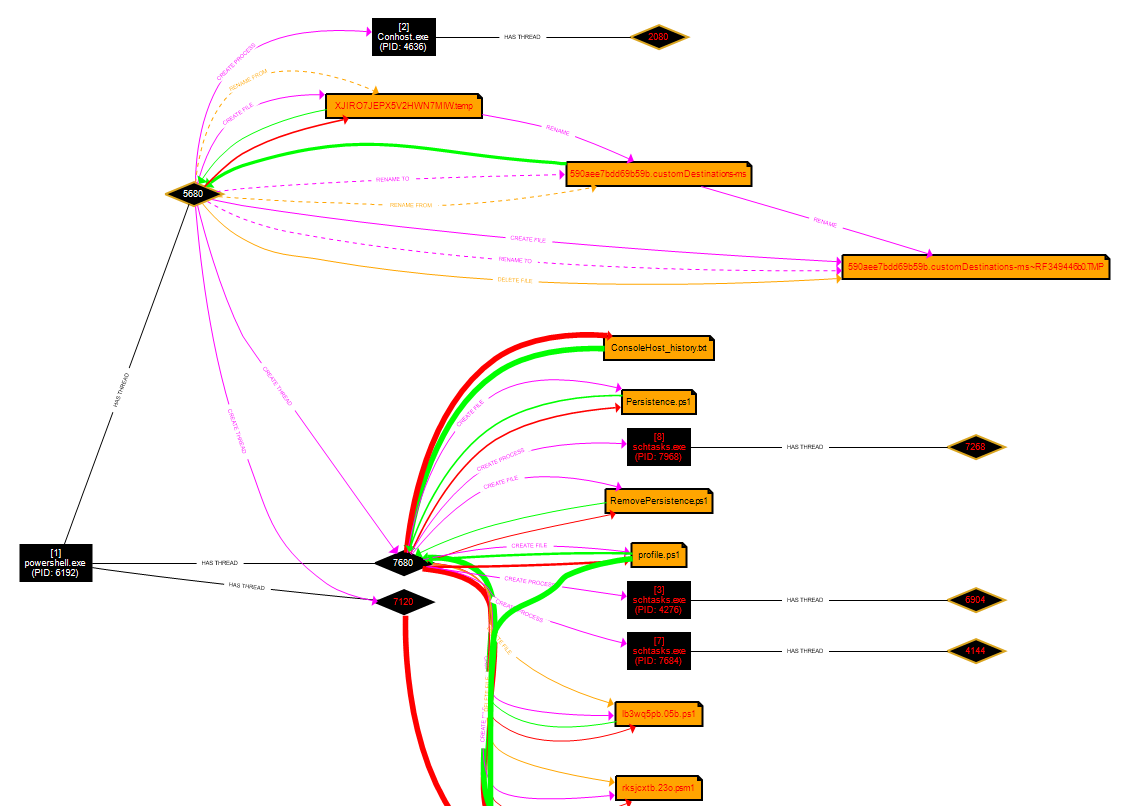 [2]
Conhost.exe
(PID: 4636)
HAS THREAD
2080
CREATE PROCESS
RENAME FROM
CREATE FILE
XJIRO7JEPX5V2HWN7MIW.temp
RENAME
590aee7bdd69b59b.customDestinations-ms
5680
RENAME TO
RENAME FROM
RENAME
CREATE FILE
RENAME TO
590aee7bdd69b59b.customDestinations-ms~RF349446b0.TMP
DELETE FILE
ConsoleHost_history.txt
HAS THREAD
CREATE THREAD
CREATE THREAD
CREATE FILE
Persistence.ps1
[8]
schtasks.exe
(PID: 7968)
HAS THREAD
7268
CREATE PROCESS
CREATE FILE
RemovePersistence.ps1
[1]
powershell.exe
(PID: 6192)
HAS THREAD
7680
CREATE FILE
profile.ps1
HAS THREAD
7120
CREATE PROCESS
[3]
schtasks.exe
(PID: 4276)
HAS THREAD
6904
CREATE PROCESS
[7]
schtasks.exe
(PID: 7684)
HAS THREAD
4144
lb3wq5pb.05b.ps1
rksjcxtb.23o.psm1